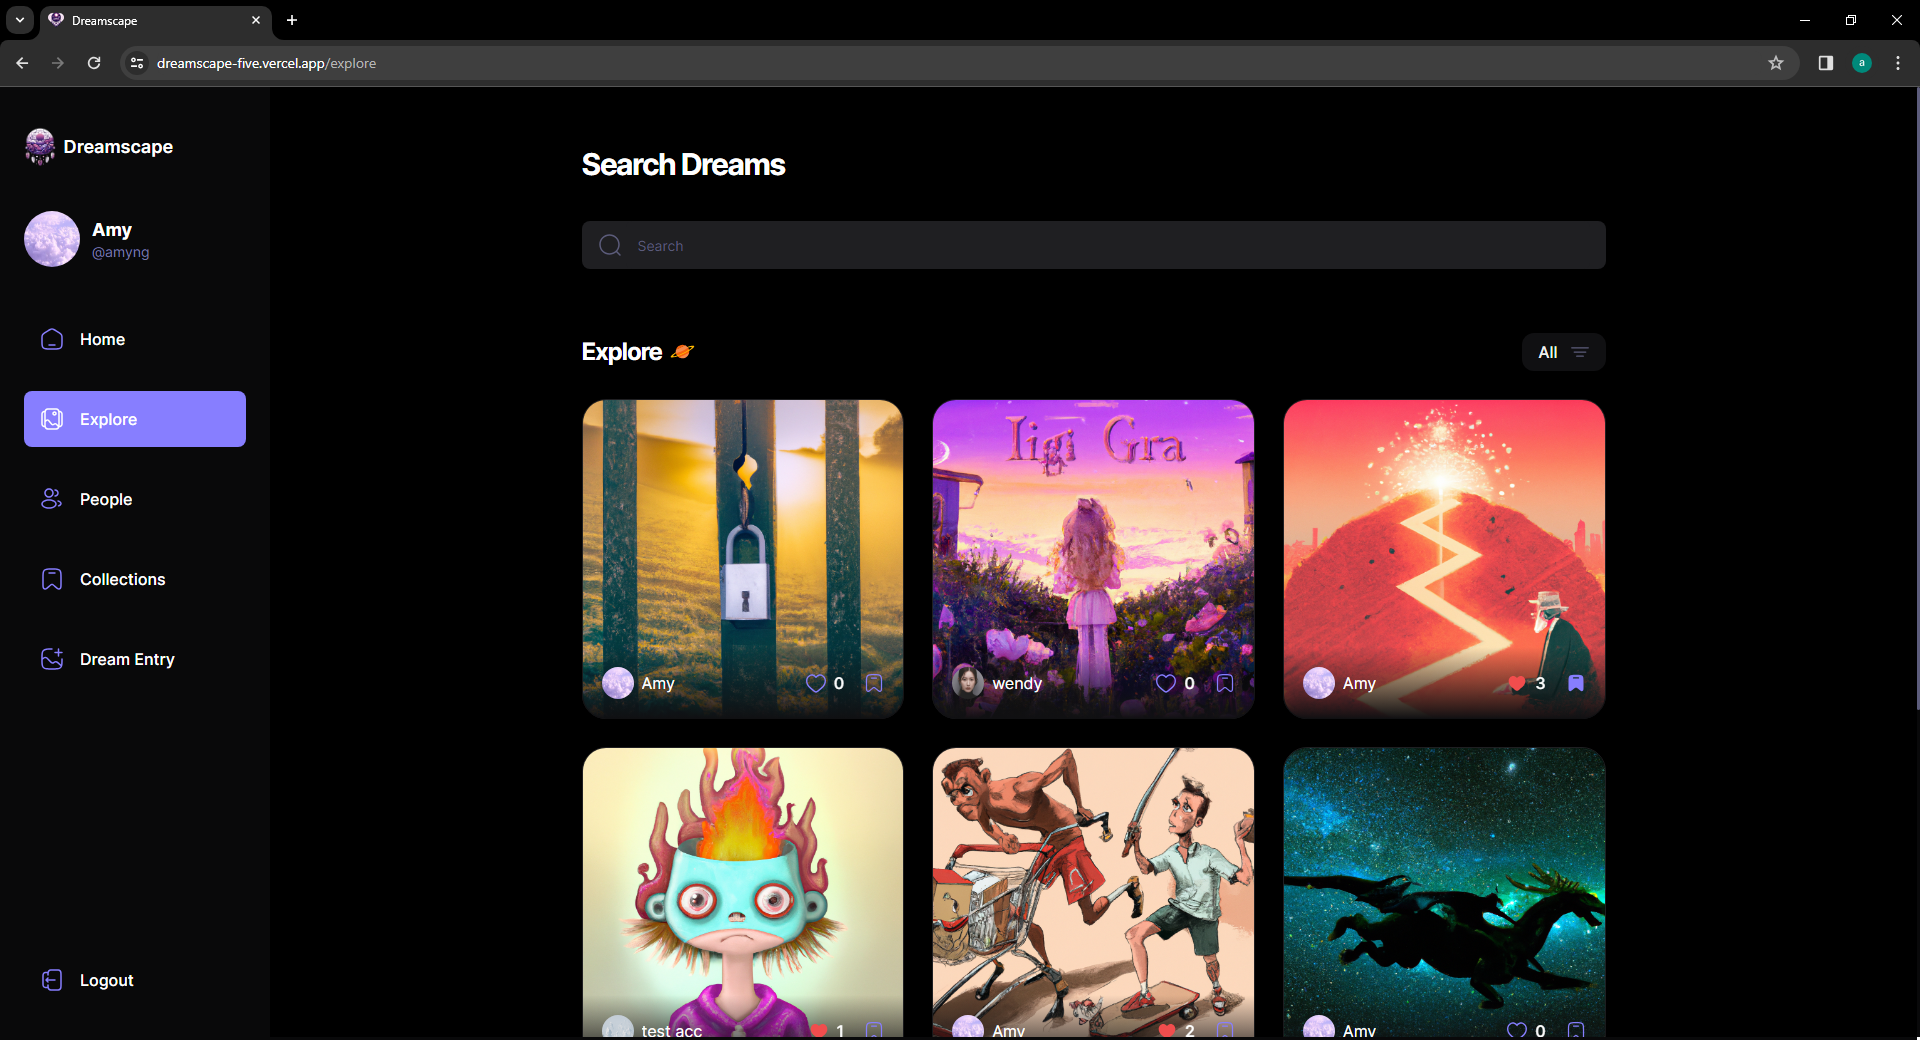 Dreamscape
dreamscape-five.vercel.app/explore
a
Dreamscape
Amy
@amyng
Home
Explore
People
Collections
Dream Entry
Logout
Search Dreams
Search
Explore
All
Iigi Gra
Amy 0
wendy 0
Amy 3
test acc 1
Amy 2
Amy 0